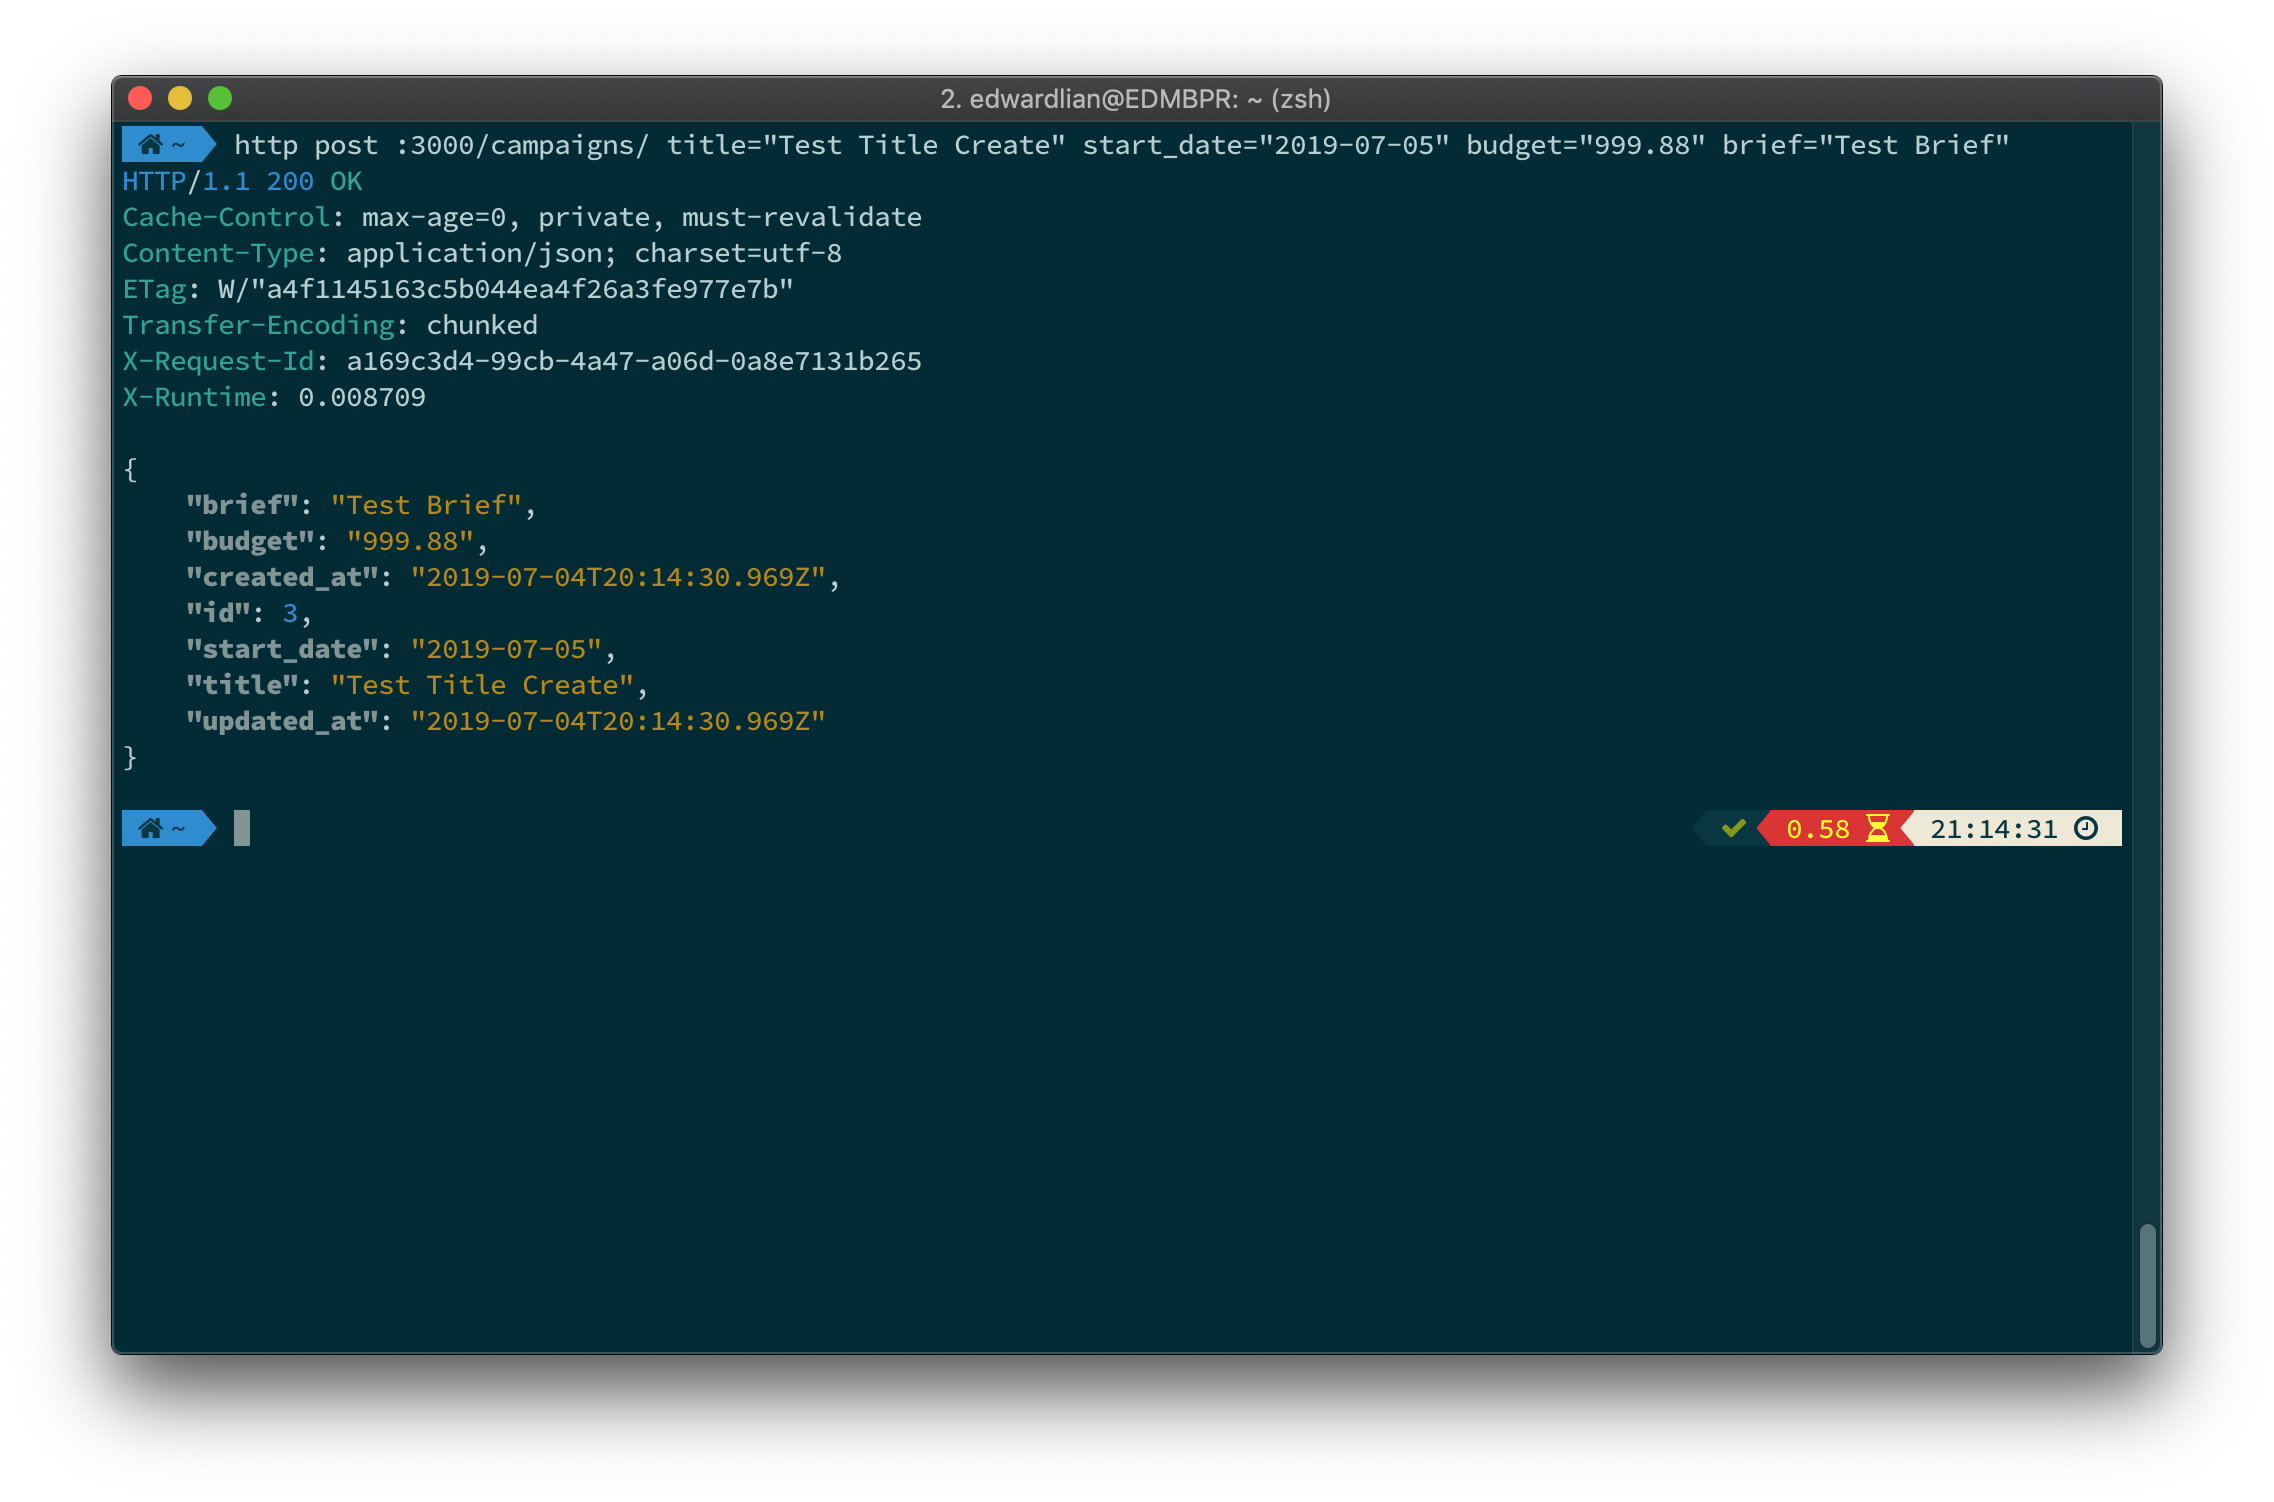 2. edwardlian@EDMBPR: ~ (zsh)
~ http post :3000/campaigns/ title="Test Title Create" start_date="2019-07-05" budget="999.88" brief="Test Brief"
HTTP/1.1 200 OK
Cache-Control: max-age=0, private, must-revalidate
Content-Type: application/json; charset=utf-8
ETag: W/"a4f1145163c5b044ea4f26a3fe977e7b"
Transfer-Encoding: chunked
X-Request-Id: a169c3d4-99cb-4a47-a06d-0a8e7131b265
X-Runtime: 0.008709
{
    "brief": "Test Brief",
    "budget": "999.88",
    "created_at": "2019-07-04T20:14:30.969Z",
    "id": 3,
    "start_date": "2019-07-05",
    "title": "Test Title Create",
    "updated_at": "2019-07-04T20:14:30.969Z"
}
~ 0.58 21:14:31